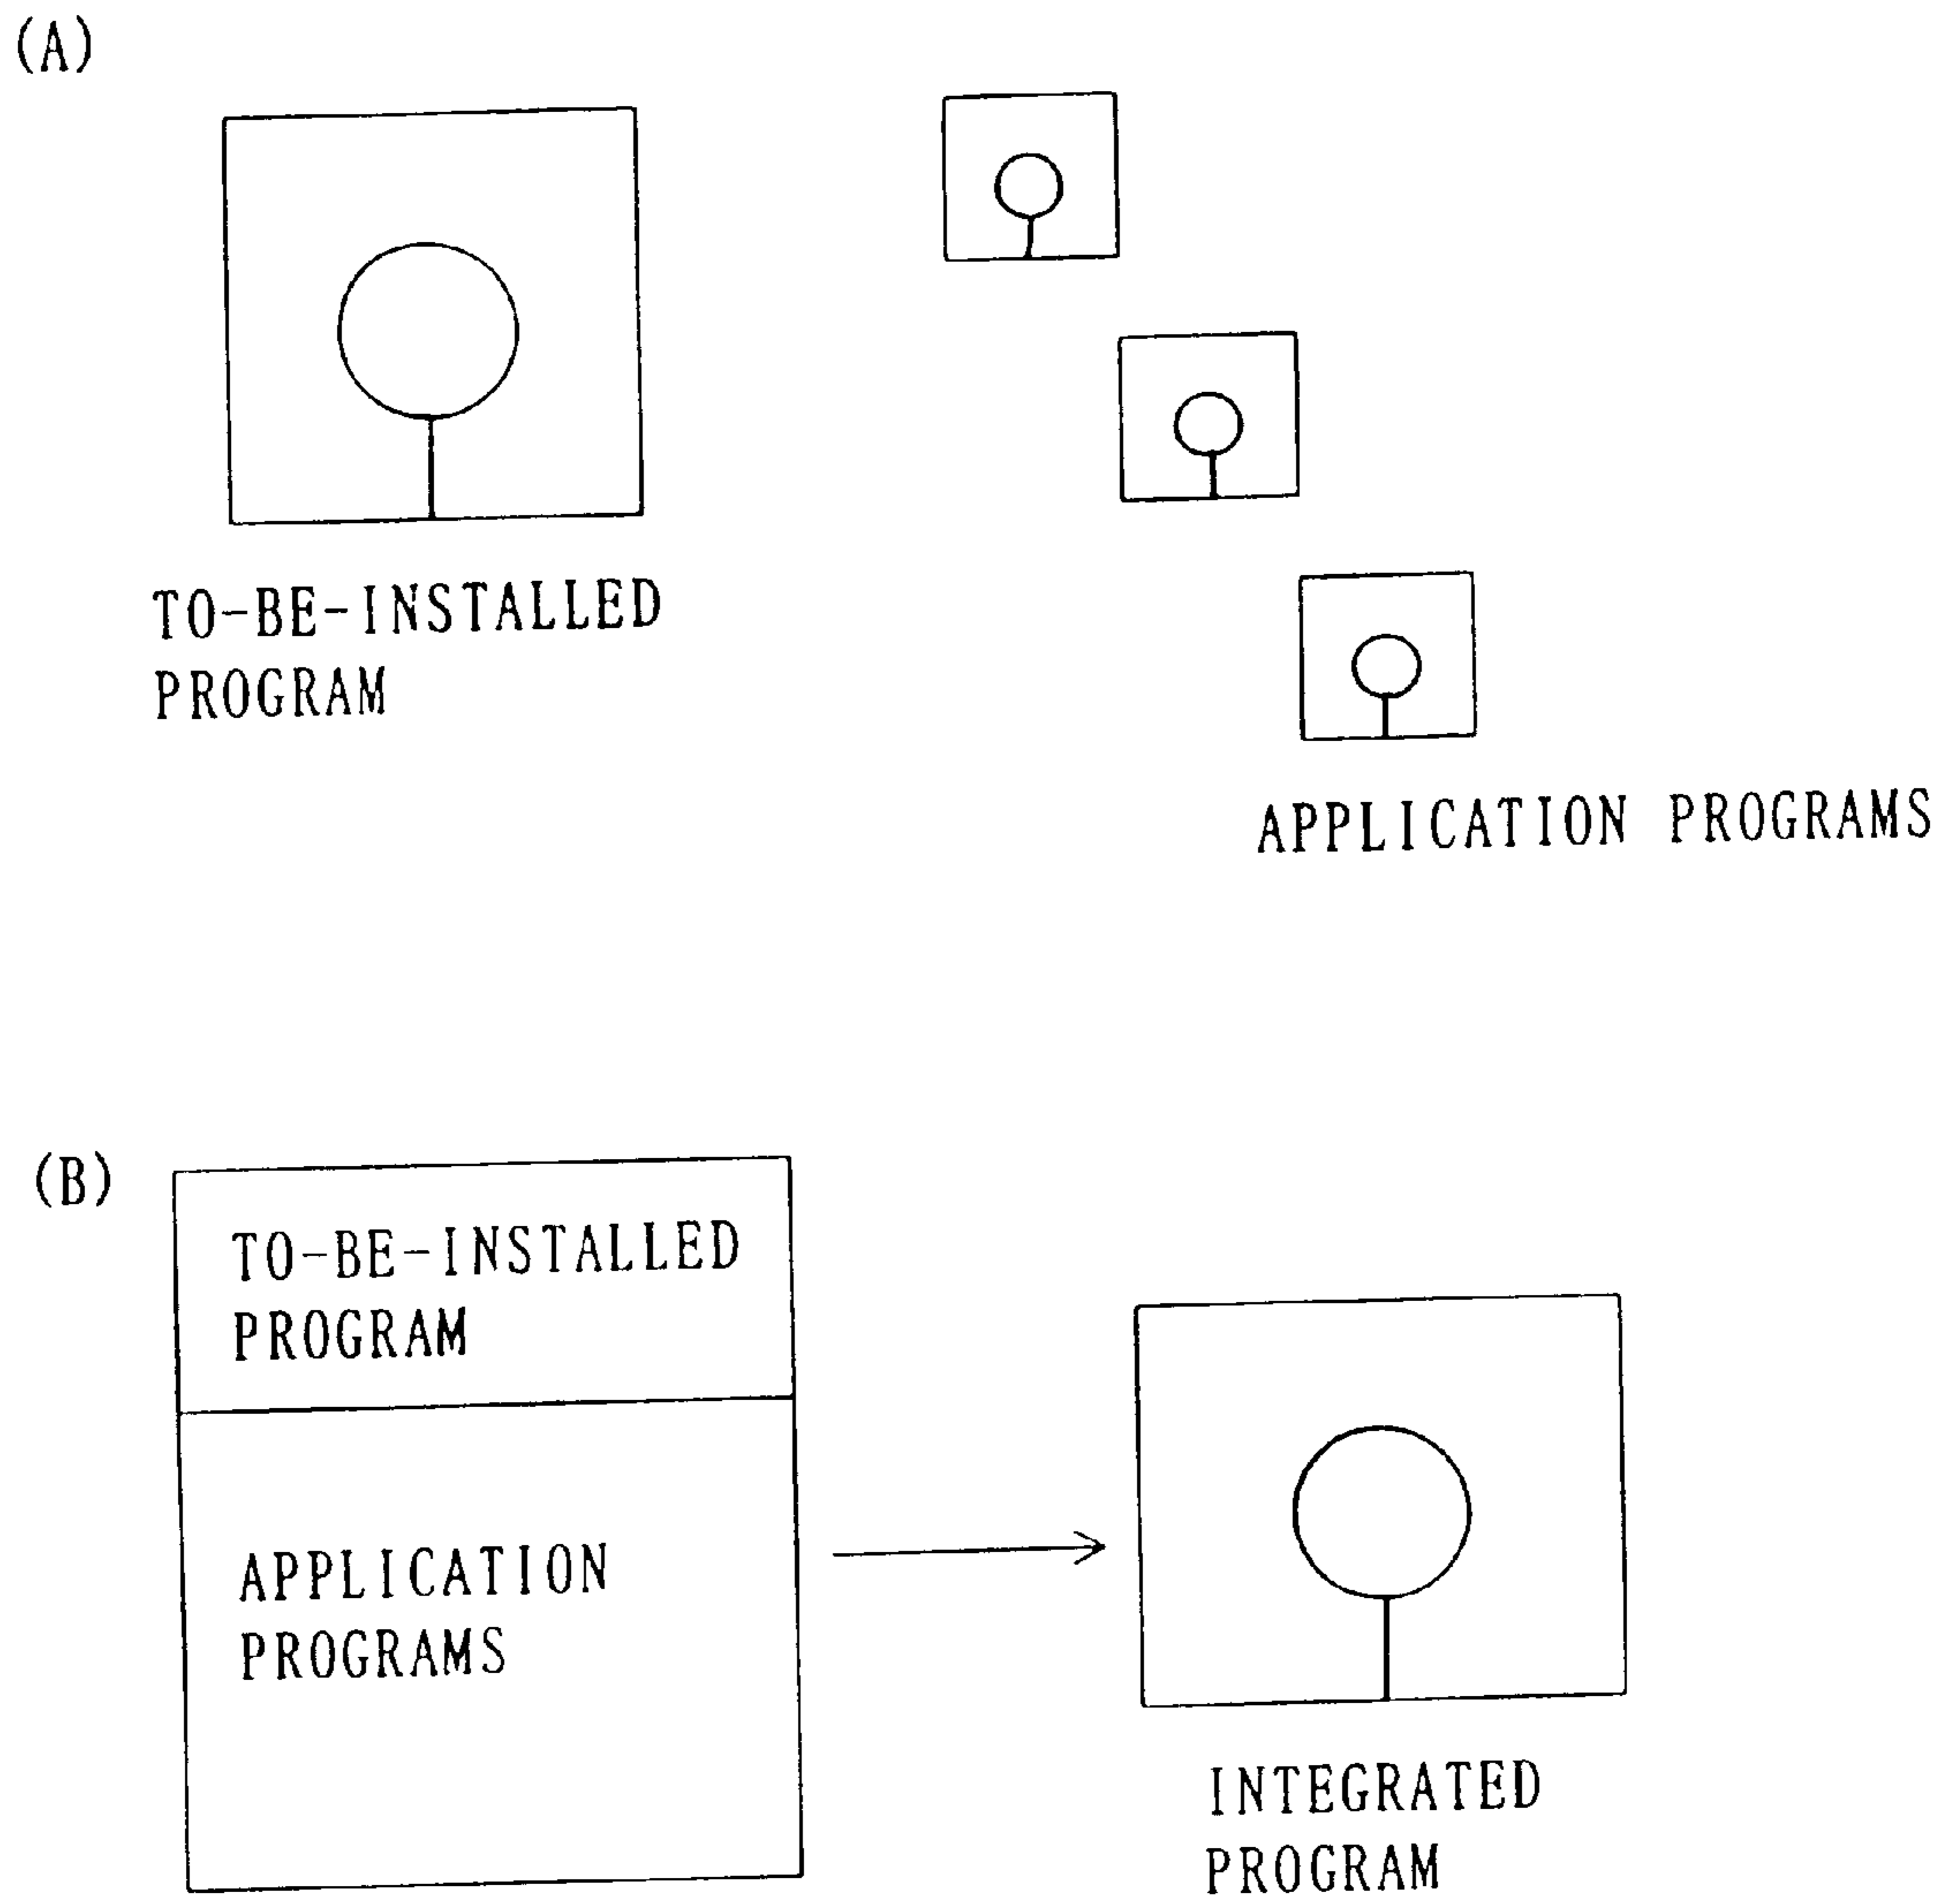 (A)
TO-BE-INSTALLED
PROGRAM
APPLICATION PROGRAMS
(B)
TO-BE-INSTALLED
PROGRAM
APPLICATION
PROGRAMS
INTEGRATED
PROGRAM